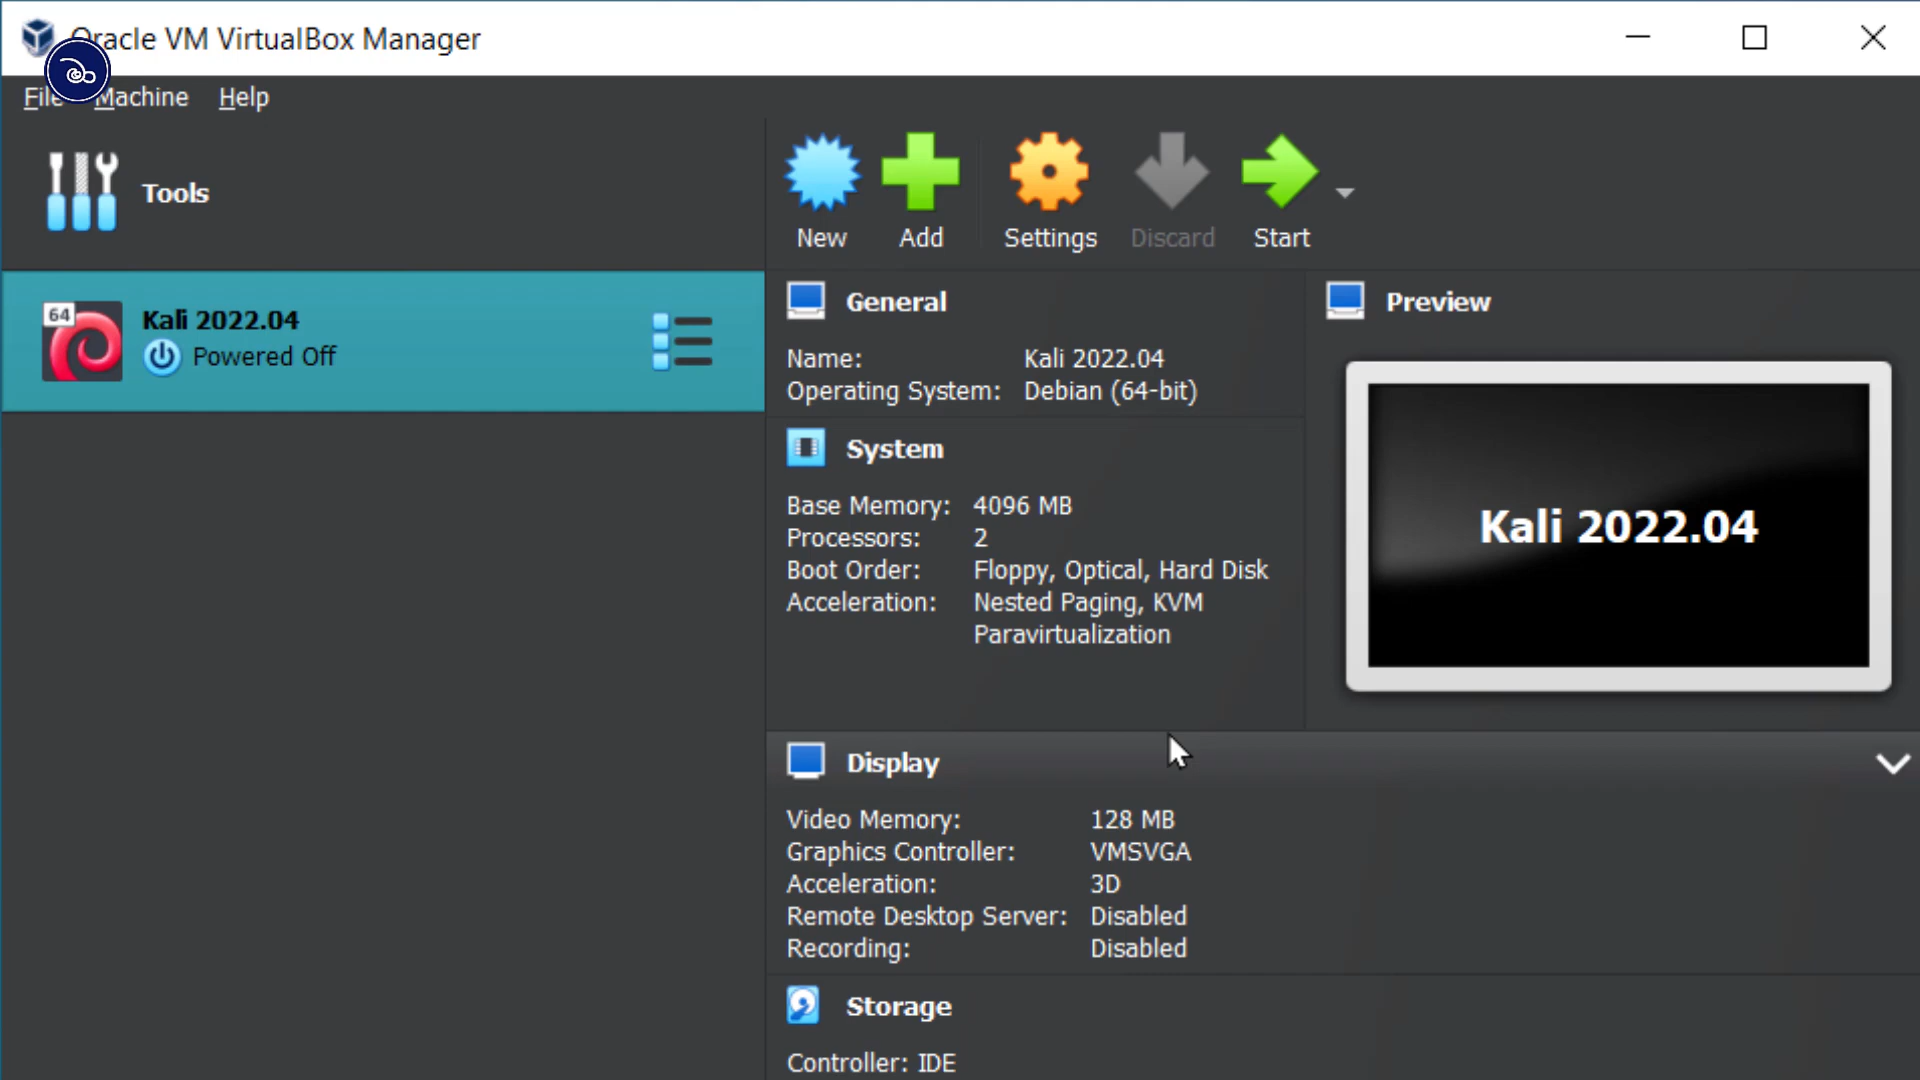 Oracle VM VirtualBox Manager
File Machine Help
Tools
New Add Settings Discard Start
64
Kali 2022.04
Powered Off
General
Name: Kali 2022.04
Operating System: Debian (64-bit)
System
Base Memory: 4096 MB
Processors: 2
Boot Order: Floppy, Optical, Hard Disk
Acceleration: Nested Paging, KVM
Paravirtualization
Preview
Kali 2022.04
Display
Video Memory: 128 MB
Graphics Controller: VMSVGA
Acceleration: 3D
Remote Desktop Server: Disabled
Recording: Disabled
Storage
Controller: IDE